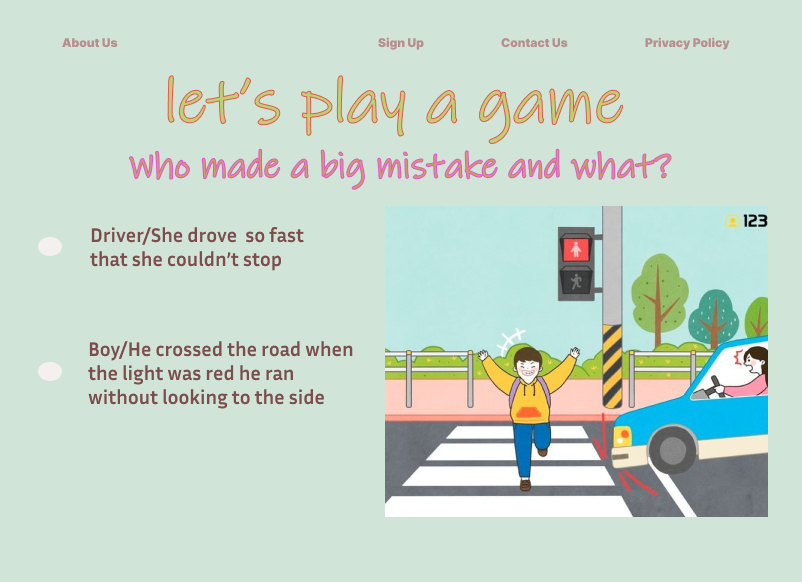 About Us
Sign Up
Contact Us
Privacy Policy
let's play a game
Who made a big mistake and what?
Driver/She drove  so fast
that she couldn't stop
Boy/He crossed the road when
the light was red he ran
without looking to the side
123